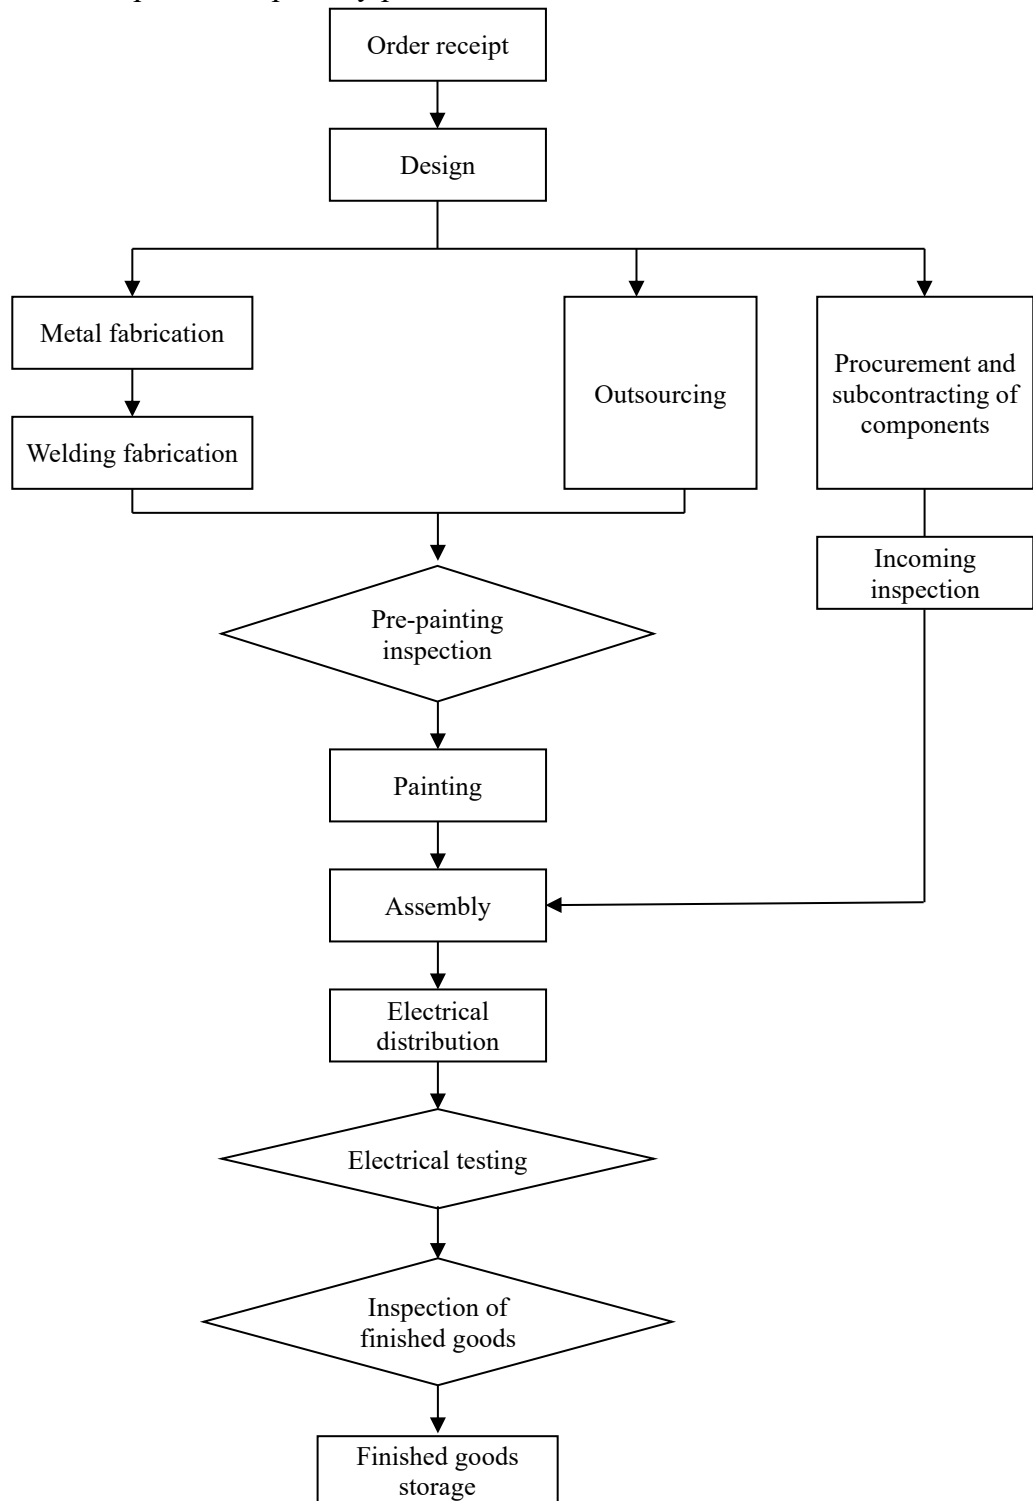 Order receipt
Design
Metal fabrication
Welding fabrication
Outsourcing
Procurement and
subcontracting of
components
Incoming
inspection
Pre-painting
inspection
Painting
Assembly
Electrical
distribution
Electrical testing
Inspection of
finished goods
Finished goods
storage